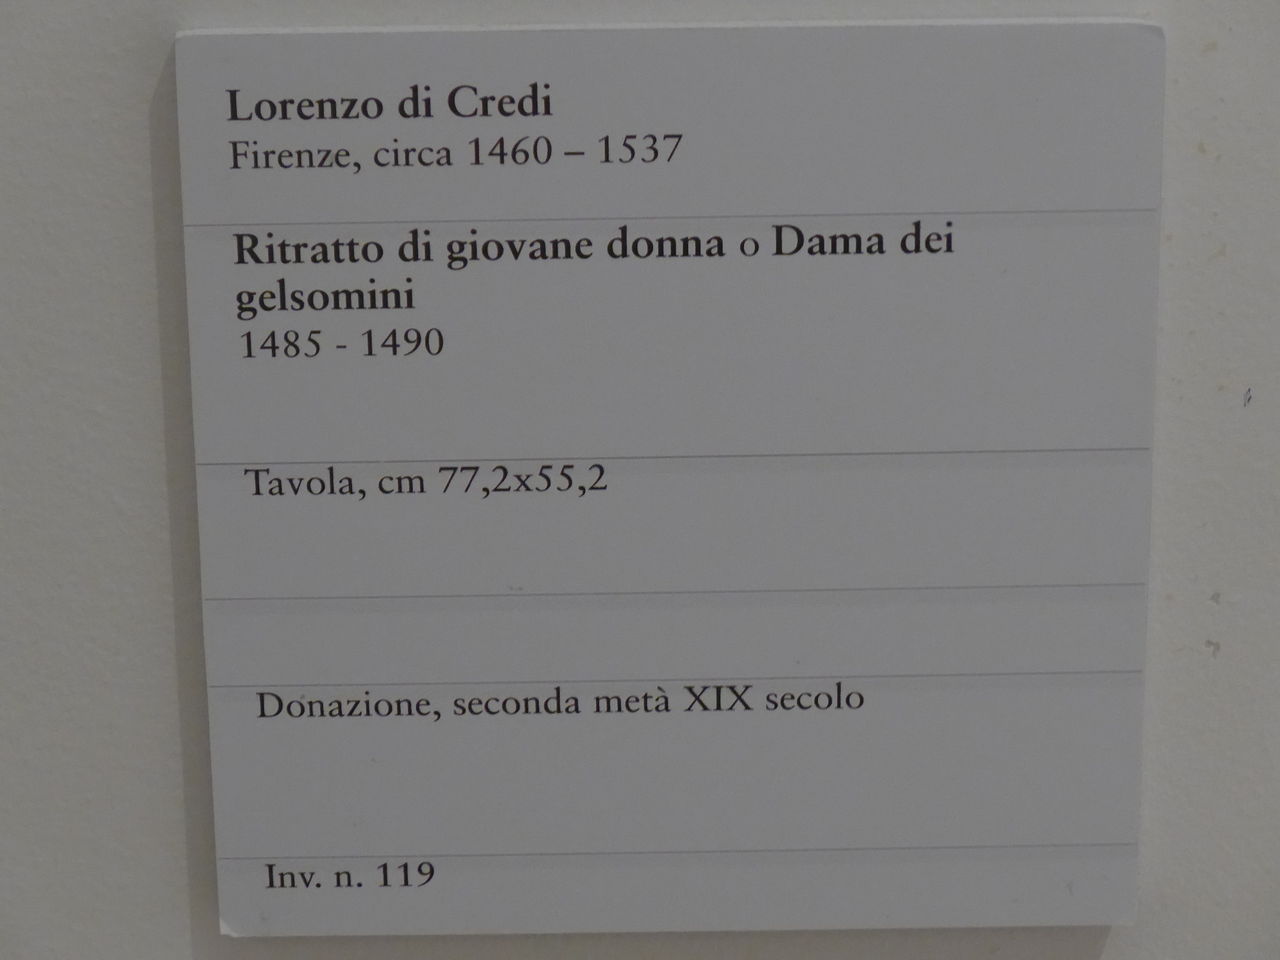 Lorenzo di Credi
Firenze, circa 1460 – 1537
Ritratto di giovane donna o Dama dei
gelsomini
1485 - 1490
Tavola, cm 77,2x55,2
Donazione, seconda metà XIX secolo
Inv. n. 119